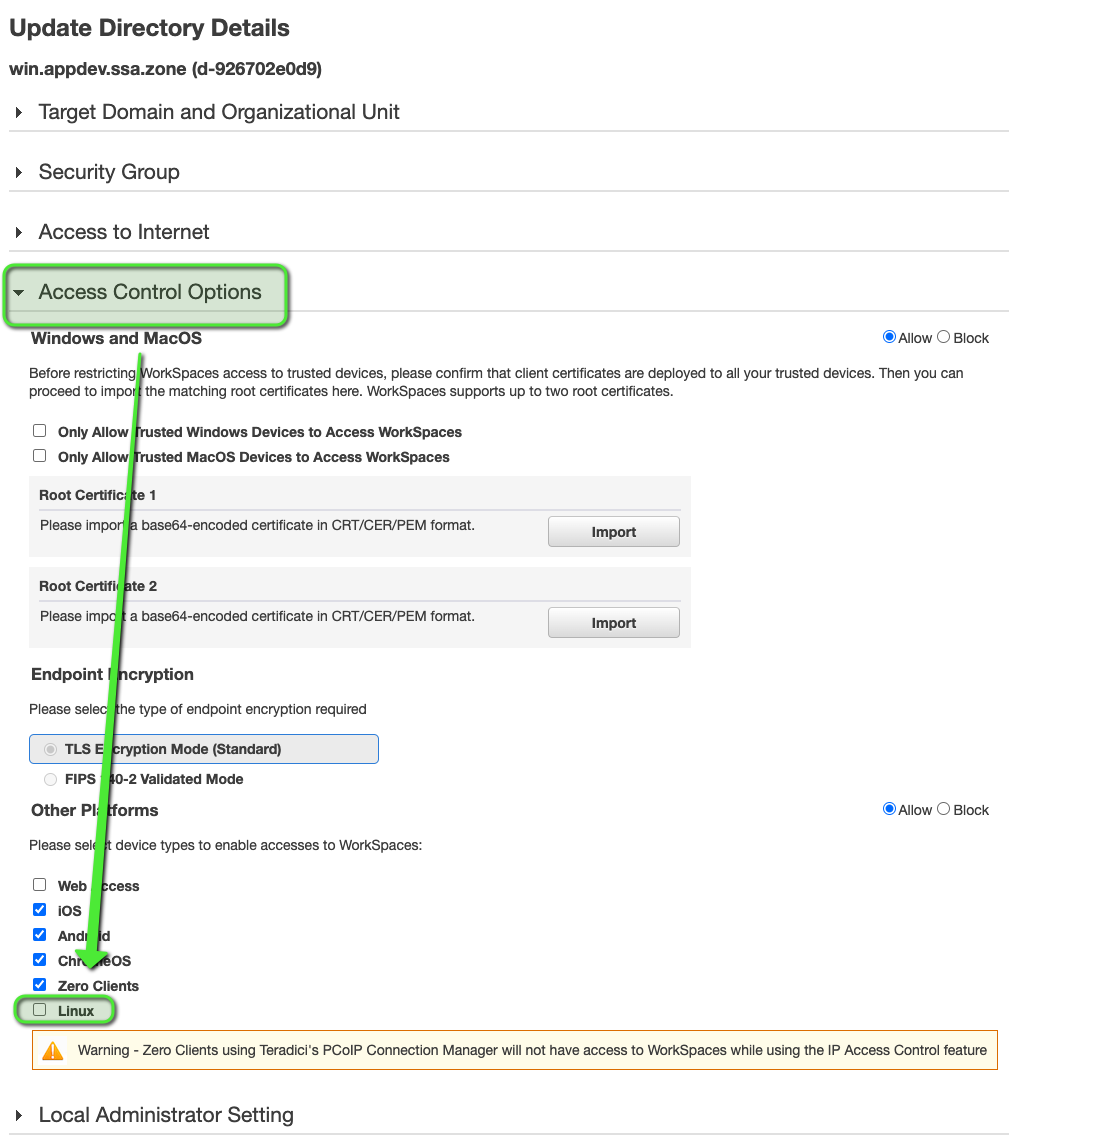 Update Directory Details
win.appdev.ssa.zone (d-926702e0d9)
Target Domain and Organizational Unit
Security Group
Access to Internet
Access Control Options
Windows and MacOS
Allow Block
Before restricting WorkSpaces access to trusted devices, please confirm that client certificates are deployed to all your trusted devices. Then you can
proceed to import the matching root certificates here. WorkSpaces supports up to two root certificates.
Only Allow Trusted Windows Devices to Access WorkSpaces
Only Allow Trusted MacOS Devices to Access WorkSpaces
Root Certificate 1
Please import a base64-encoded certificate in CRT/CER/PEM format.
Import
Root Certificate 2
Please import a base64-encoded certificate in CRT/CER/PEM format.
Import
Endpoint Encryption
Please select the type of endpoint encryption required
TLS Encryption Mode (Standard)
FIPS 140-2 Validated Mode
Other Platforms
Allow Block
Please select device types to enable accesses to WorkSpaces:
Web Access
iOS
Android
ChromeOS
Zero Clients
Linux
Warning - Zero Clients using Teradici's PCoIP Connection Manager will not have access to WorkSpaces while using the IP Access Control feature
Local Administrator Setting